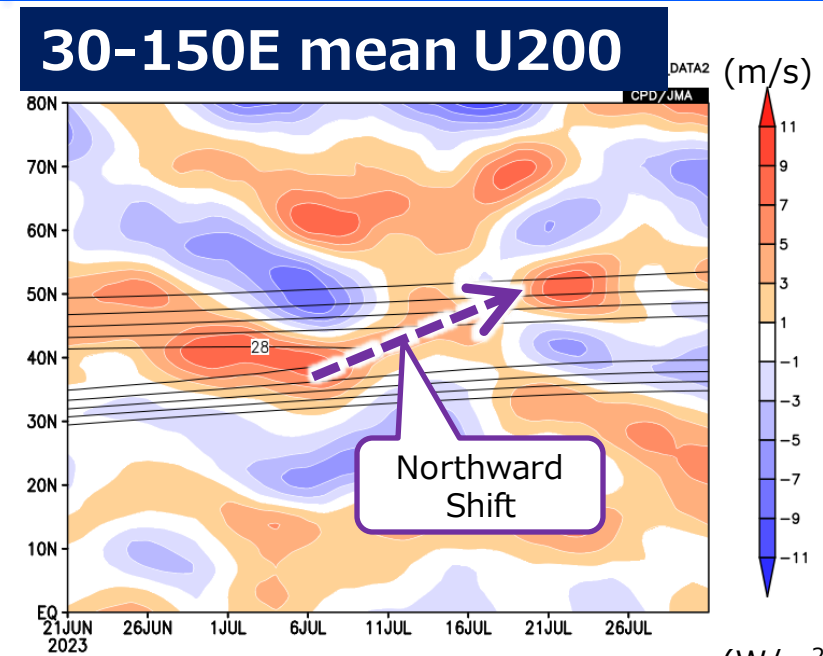 30-150E mean U200
_DATA2
(m/s)
CPD/JMA
80N
70N
60N
50N
40N
30N
20N
10N
EQ
28
Northward
Shift
11
9
7
5
3
1
−1
−3
−5
−7
−9
−11
21JUN
2023
26JUN
1JUL
6JUL
11JUL
16JUL
21JUL
26JUL